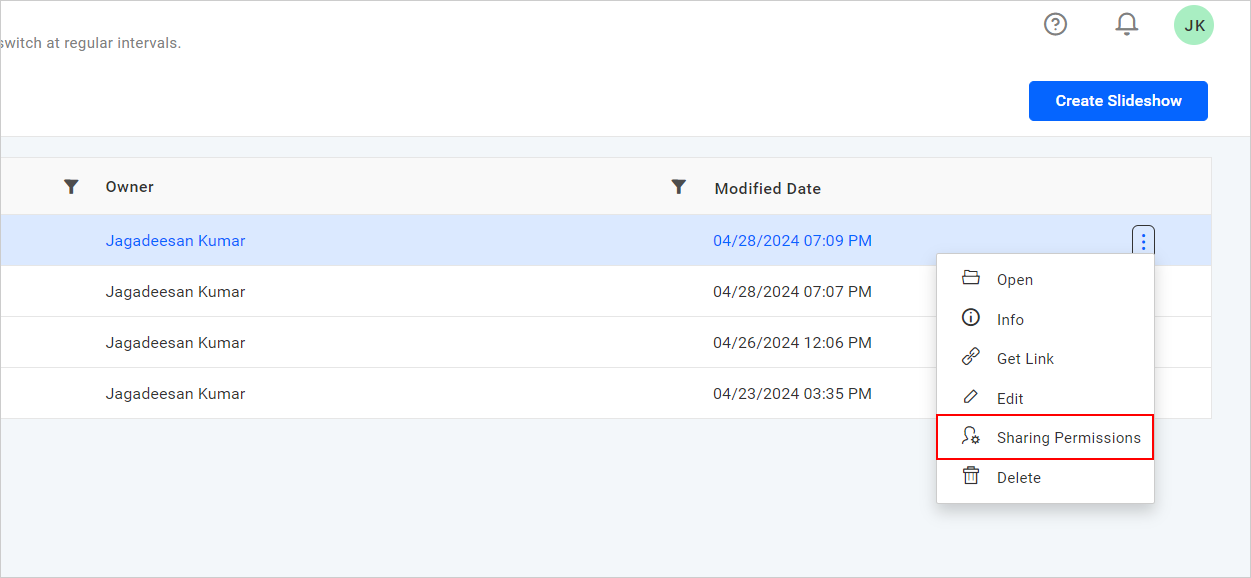 switch at regular intervals.
JK
Create Slideshow
Owner Modified Date
Jagadeesan Kumar 04/28/2024 07:09 PM
Jagadeesan Kumar 04/28/2024 07:07 PM
Jagadeesan Kumar 04/26/2024 12:06 PM
Jagadeesan Kumar 04/23/2024 03:35 PM
Open
Info
Get Link
Edit
Sharing Permissions
Delete